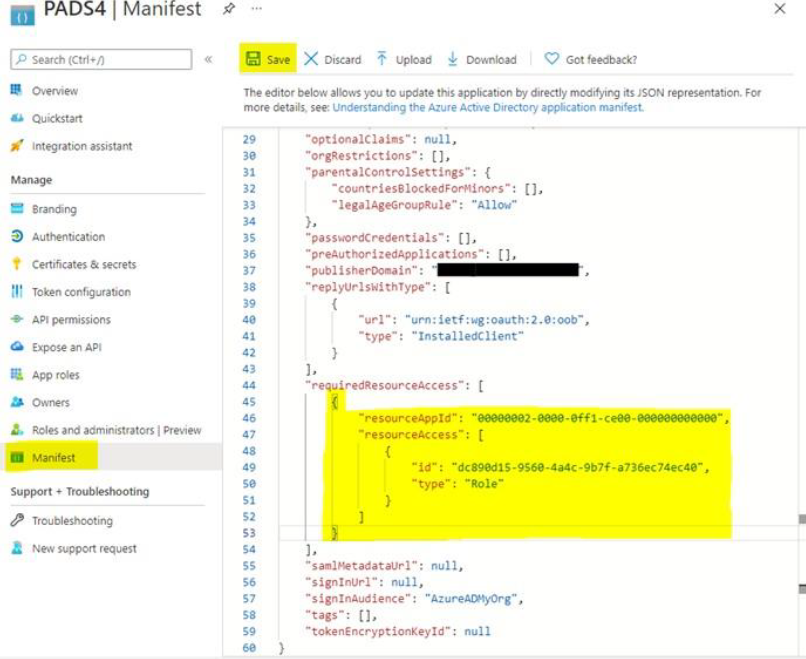 PADS4 | Manifest
Search (Ctrl+/)
Overview
Quickstart
Integration assistant
Manage
Branding
Authentication
Certificates & secrets
Token configuration
API permissions
Expose an API
App roles
Owners
Roles and administrators | Preview
Manifest
Support + Troubleshooting
Troubleshooting
New support request
Save Discard Upload Download Got feedback?
The editor below allows you to update this application by directly modifying its JSON representation. For
more details, see: Understanding the Azure Active Directory application manifest.
29 "optionalClaims": null,
30 "orgRestrictions": [],
31 "parentalControlSettings": {
32 "countriesBlockedForMinors": [],
33 "legalAgeGroupRule": "Allow"
34 },
35 "passwordCredentials": [],
36 "preAuthorizedApplications": [],
37 "publisherDomain": " ",
38 "replyUrlsWithType": [
39 {
40 "url": "urn:ietf:wg:oauth:2.0:oob",
41 "type": "InstalledClient"
42 }
43 ],
44 "requiredResourceAccess": [
45 {
46 "resourceAppId": "00000002-0000-0ff1-ce00-000000000000",
47 "resourceAccess": [
48 {
49 "id": "dc890d15-9560-4a4c-9b7f-a736ec74ec40",
50 "type": "Role"
51 }
52 ]
53 }
54 ],
55 "samlMetadataUrl": null,
56 "signInUrl": null,
57 "signInAudience": "AzureADMyOrg",
58 "tags": [],
59 "tokenEncryptionKeyId": null
60 }